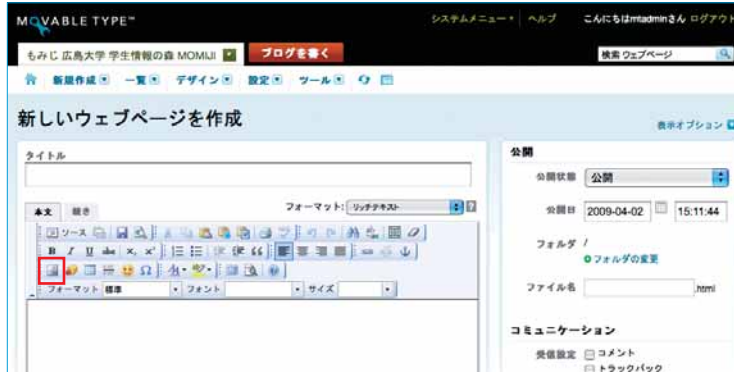 MOVABLE TYPE™
システムメニュー ヘルプ こんにちはmtadminさん ログアウト
もみじ 広島大学 学生情報の森 MOMIJI ブログを書く 検索 ウェブページ
新規作成 一覧 デザイン 設定 ツール
新しいウェブページを作成
表示オプション
タイトル
本文 続き フォーマット: リッチテキスト
ソース
B I U abc x₂ x²
フォーマット 標準 フォント サイズ
公開
公開状態 公開
公開日 2009-04-02 15:11:44
フォルダ /
フォルダの変更
ファイル名 .html
コミュニケーション
受信設定 コメント
トラックバック